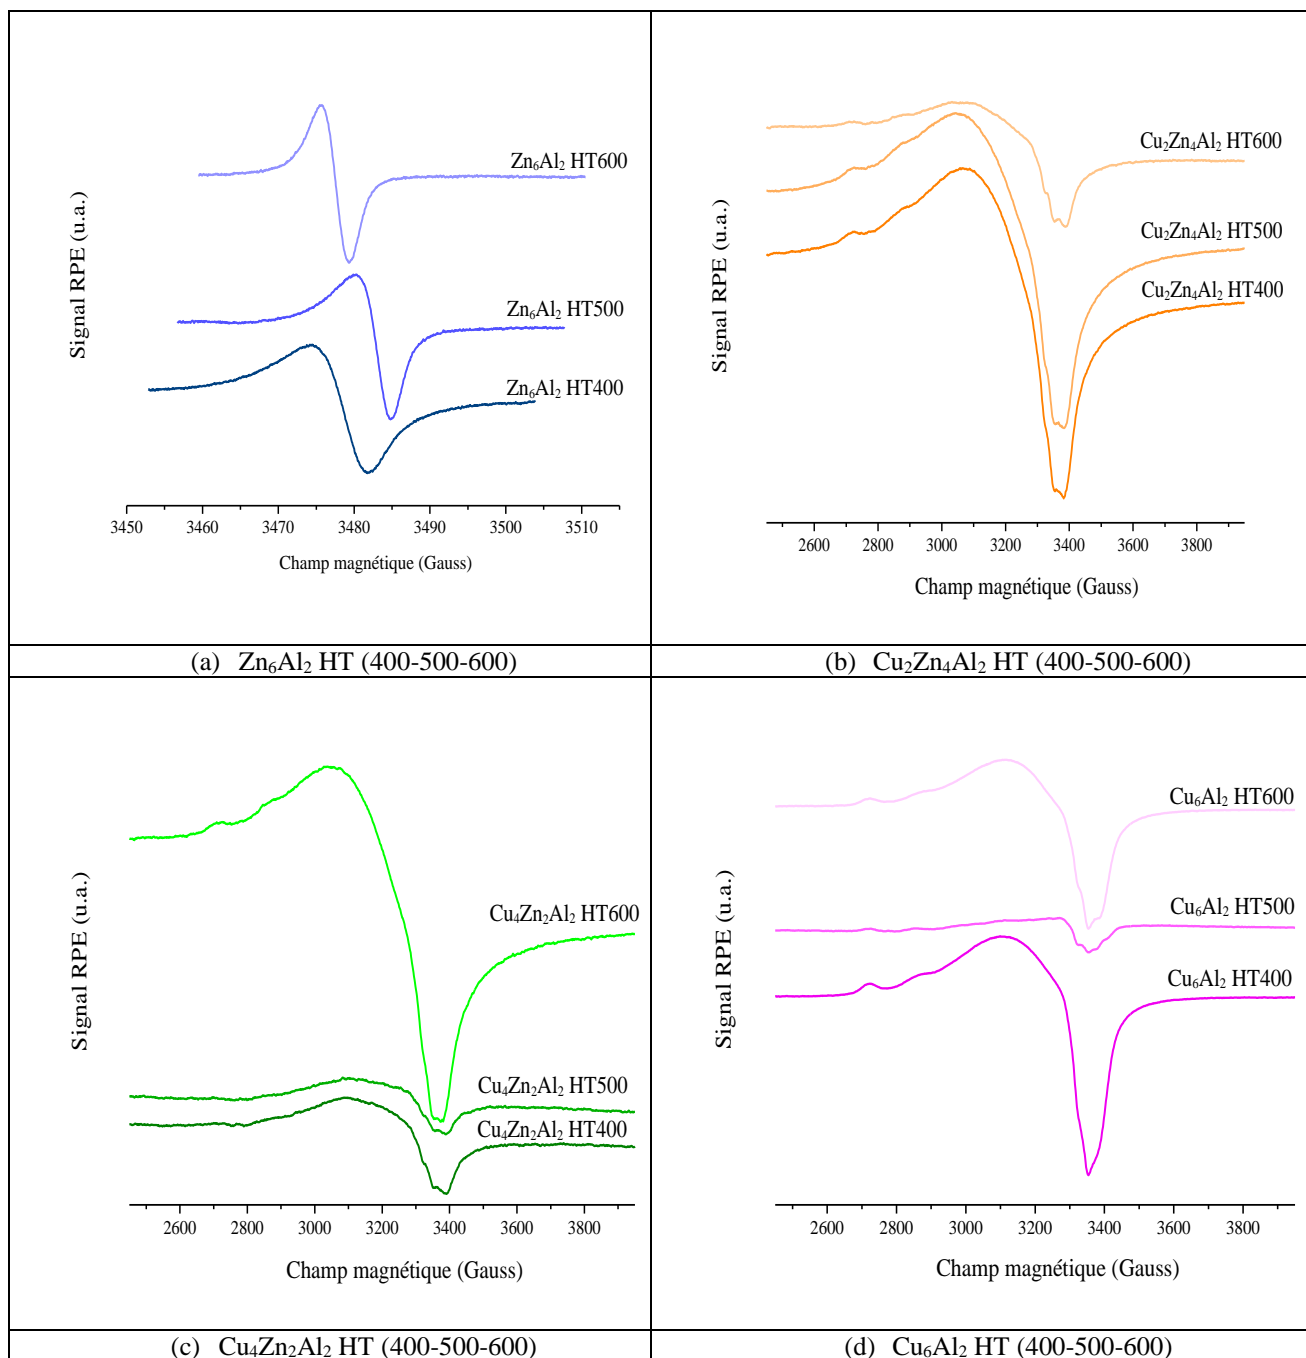 Signal RPE (u.a.)
Zn₆Al₂ HT600
Zn₆Al₂ HT500
Zn₆Al₂ HT400
3450 3460 3470 3480 3490 3500 3510
Champ magnétique (Gauss)
(a) Zn₆Al₂ HT (400-500-600)
Signal RPE (u.a.)
Cu₂Zn₄Al₂ HT600
Cu₂Zn₄Al₂ HT500
Cu₂Zn₄Al₂ HT400
2600 2800 3000 3200 3400 3600 3800
Champ magnétique (Gauss)
(b) Cu₂Zn₄Al₂ HT (400-500-600)
Signal RPE (u.a.)
Cu₄Zn₂Al₂ HT600
Cu₄Zn₂Al₂ HT500
Cu₄Zn₂Al₂ HT400
2600 2800 3000 3200 3400 3600 3800
Champ magnétique (Gauss)
(c) Cu₄Zn₂Al₂ HT (400-500-600)
Signal RPE (u.a.)
Cu₆Al₂ HT600
Cu₆Al₂ HT500
Cu₆Al₂ HT400
2600 2800 3000 3200 3400 3600 3800
Champ magnétique (Gauss)
(d) Cu₆Al₂ HT (400-500-600)